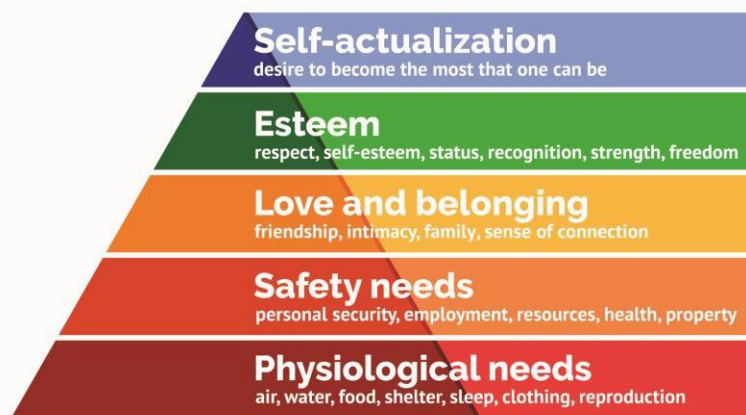 Self-actualization
desire to become the most that one can be
Esteem
respect, self-esteem, status, recognition, strength, freedom
Love and belonging
friendship, intimacy, family, sense of connection
Safety needs
personal security, employment, resources, health, property
Physiological needs
air, water, food, shelter, sleep, clothing, reproduction